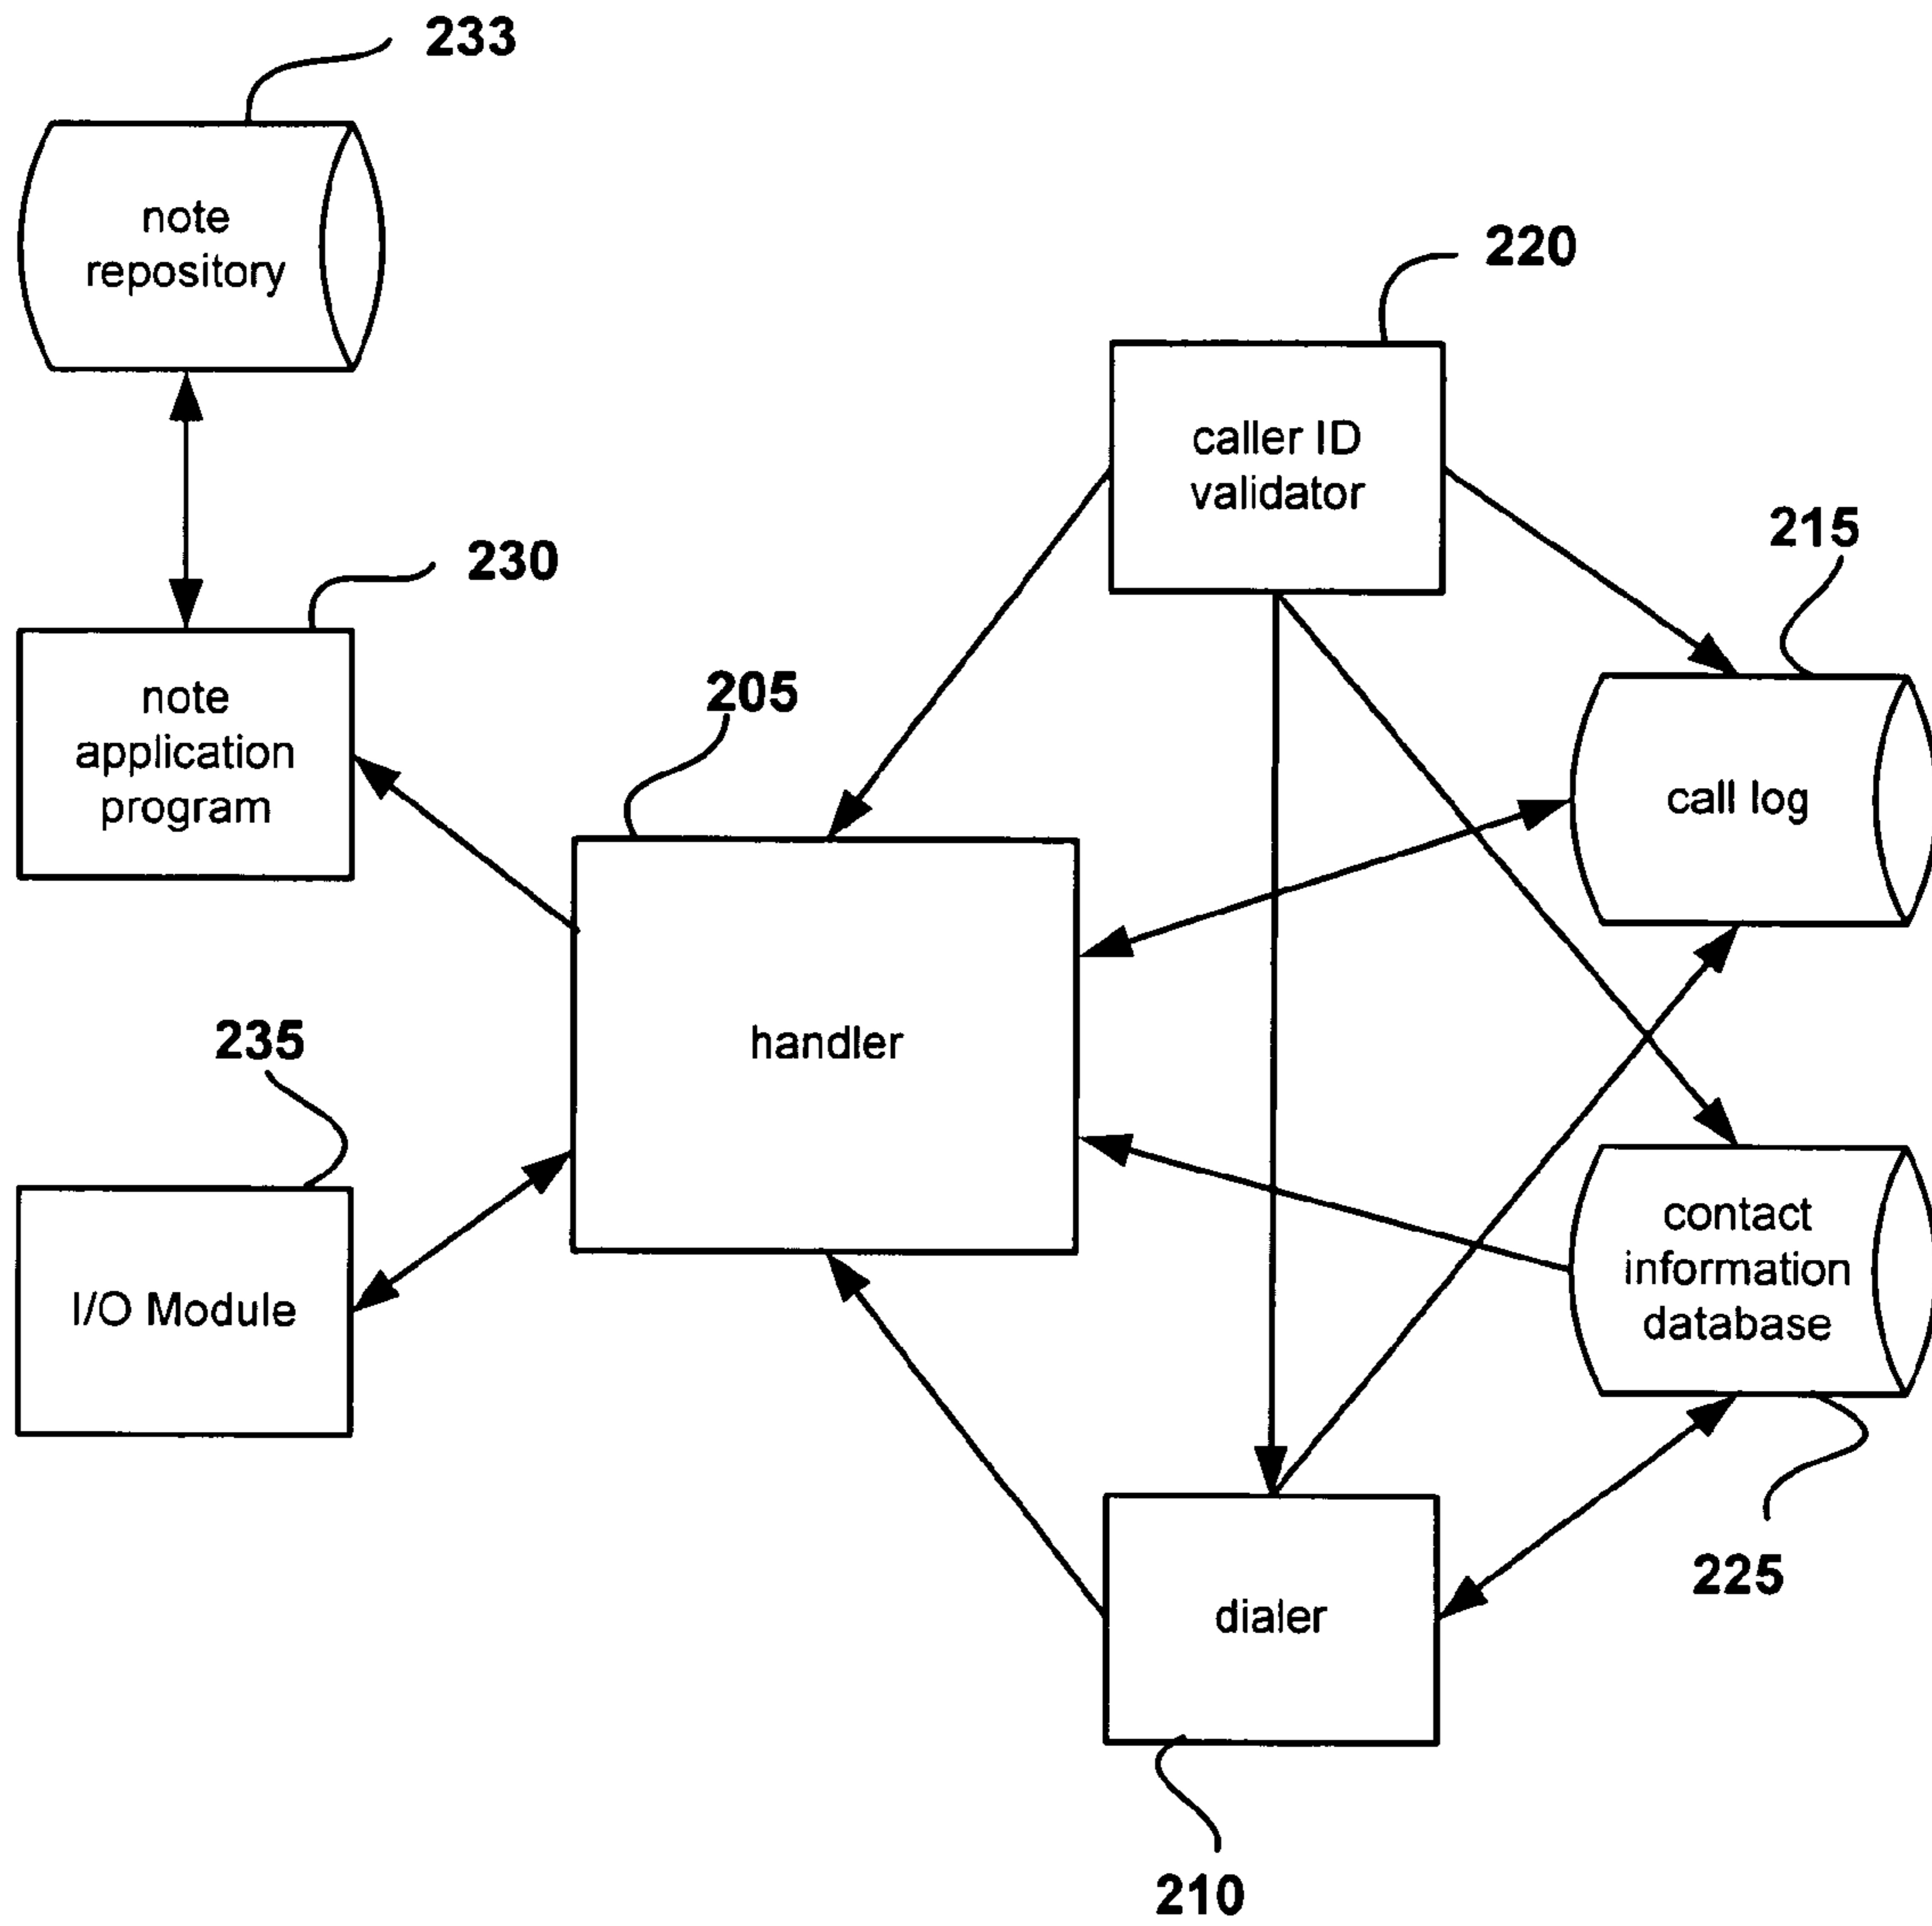 233
note
repository
220
caller ID
validator
215
230
note
application
program
205
call log
handler
235
I/O Module
contact
information
database
225
dialer
210